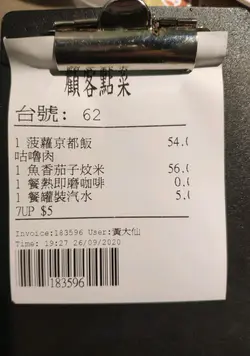 顧客點菜
台號: 62
1 菠蘿京都飯 54.0
咕嚕肉
1 魚香茄子炆米 56.0
1 餐熱即磨咖啡 0.0
1 餐罐裝汽水 5.0
7UP $5
Invoice:183596 User:黃大仙
Time: 19:27 26/09/2020
183596